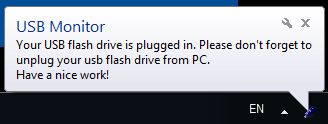 USB Monitor
Your USB flash drive is plugged in. Please don't forget to
unplug your usb flash drive from PC.
Have a nice work!
EN